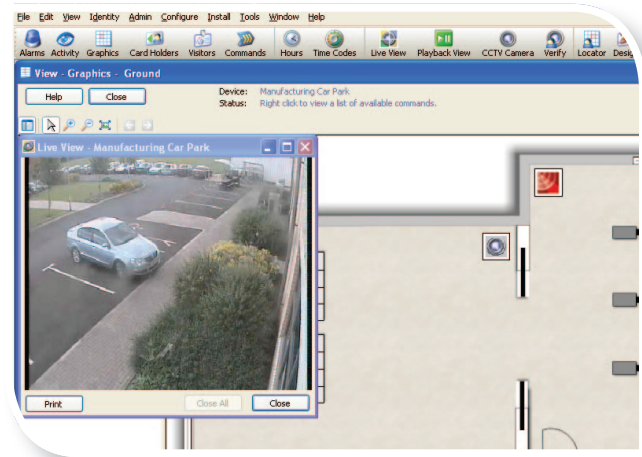 File Edit View Identity Admin Configure Install Tools Window Help
Alarms Activity Graphics Card Holders Visitors Commands Hours Time Codes Live View Playback View CCTV Camera Verify Locator
View - Graphics - Ground
Help Close Device: Manufacturing Car Park
Status: Right click to view a list of available commands.
Live View - Manufacturing Car Park
Print Close All Close